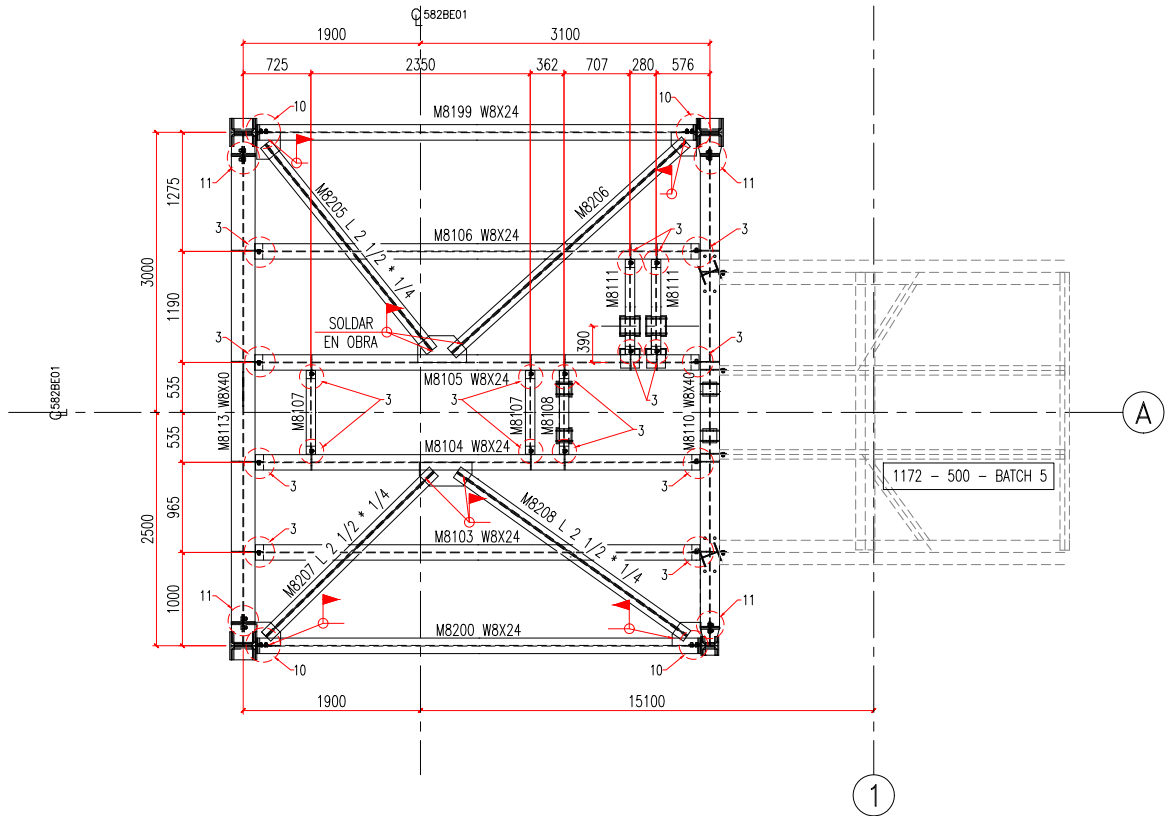 582BE01
1900
3100
725
2350
362
707
280
576
10
M8199 W8X24
10
11
11
1275
M8205 L 2 1/2 * 1/4
M8206
3
M8106 W8X24
3
3
3000
M8111
M8111
1190
SOLDAR
EN OBRA
390
3
3
M8105 W8X24
3
535
582BE01
M8113 W8X40
M8107
3
3
M8107
M8108
3
M8110 W8X40
A
535
M8104 W8X24
3
3
1172 - 500 - BATCH 5
965
2500
M8207 L 2 1/2 * 1/4
M8208 L 2 1/2 * 1/4
3
M8103 W8X24
3
1000
11
11
M8200 W8X24
10
10
1900
15100
1